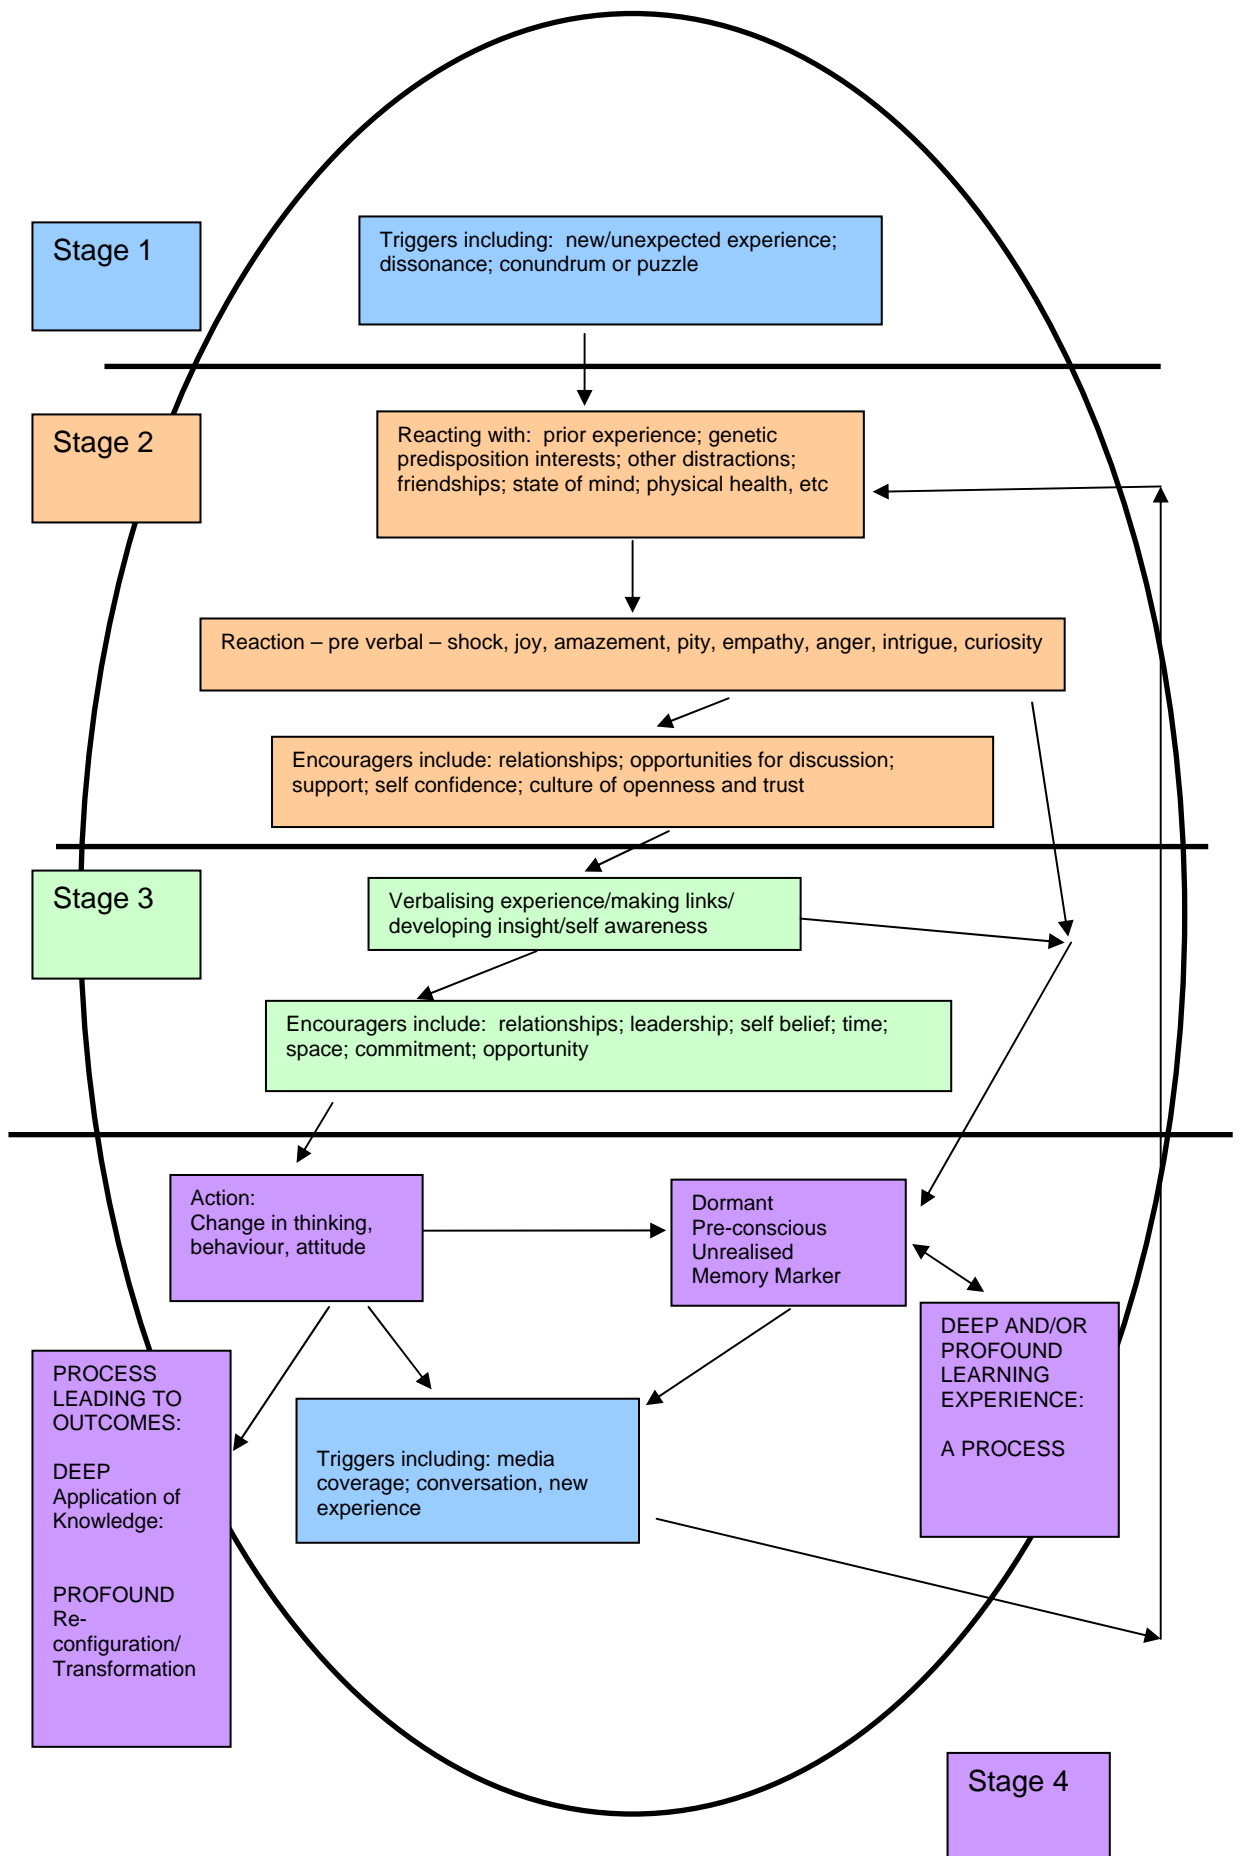 Stage 1
Triggers including:  new/unexpected experience;
dissonance; conundrum or puzzle
Stage 2
Reacting with:  prior experience; genetic
predisposition interests; other distractions;
friendships; state of mind; physical health, etc
Reaction – pre verbal – shock, joy, amazement, pity, empathy, anger, intrigue, curiosity
Encouragers include: relationships; opportunities for discussion;
support; self confidence; culture of openness and trust
Stage 3
Verbalising experience/making links/
developing insight/self awareness
Encouragers include:  relationships; leadership; self belief; time;
space; commitment; opportunity
Action:
Change in thinking,
behaviour, attitude
Dormant
Pre-conscious
Unrealised
Memory Marker
DEEP AND/OR
PROFOUND
LEARNING
EXPERIENCE:
A PROCESS
PROCESS
LEADING TO
OUTCOMES:
DEEP
Application of
Knowledge:
PROFOUND
Re-
configuration/
Transformation
Triggers including: media
coverage; conversation, new
experience
Stage 4